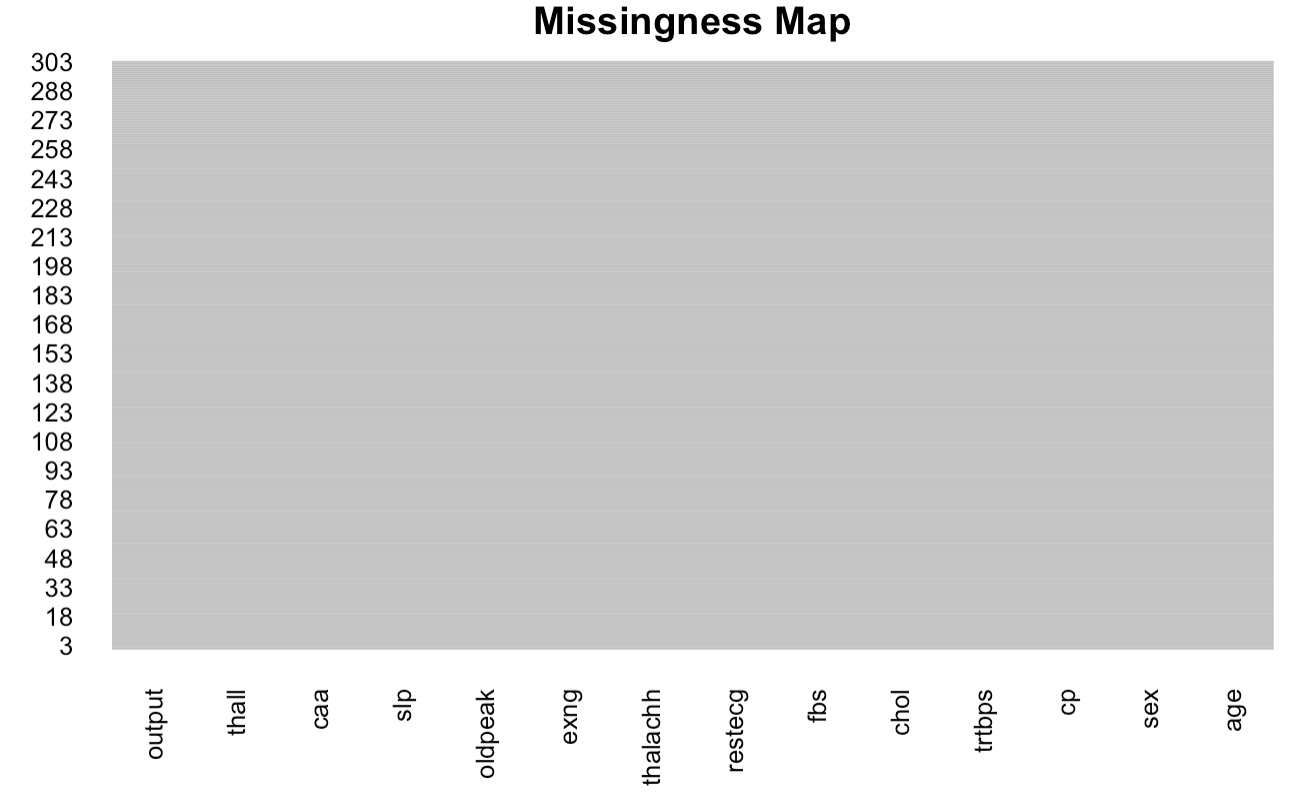 Missingness Map
303
288
273
258
243
228
213
198
183
168
153
138
123
108
93
78
63
48
33
18
3
output
thall
caa
slp
oldpeak
exng
thalachh
restecg
fbs
chol
trtbps
cp
sex
age